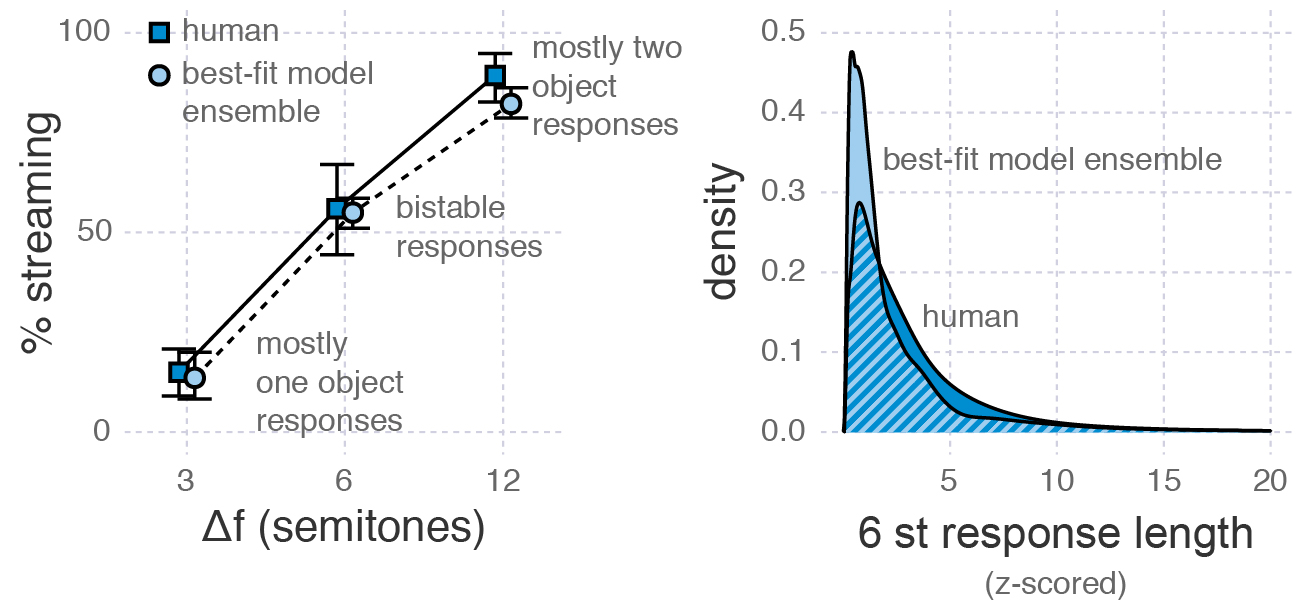 100
50
0
% streaming
human
best-fit model
ensemble
mostly two
object
responses
bistable
responses
mostly
one object
responses
3
6
12
Δf (semitones)
0.5
0.4
0.3
0.2
0.1
0.0
density
best-fit model ensemble
human
5
10
15
20
6 st response length
(z-scored)